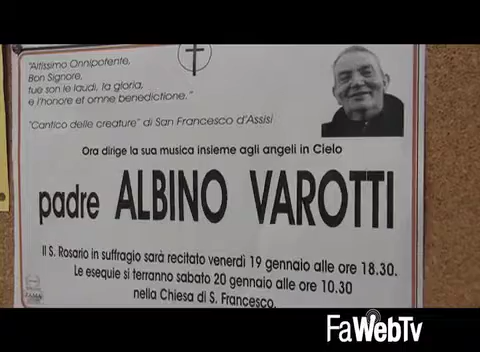 "Altissimo Onnipotente,
Bon Signore,
tue son le laudi, la gloria,
e l'honore et omne benedictione."
"Cantico delle creature" di San Francesco d'Assisi
Ora dirige la sua musica insieme agli angeli in Cielo
padre ALBINO VAROTTI
Il S. Rosario in suffragio sarà recitato venerdì 19 gennaio alle ore 18.30.
Le esequie si terranno sabato 20 gennaio alle ore 10.30
nella Chiesa di S. Francesco.
FaWebTv